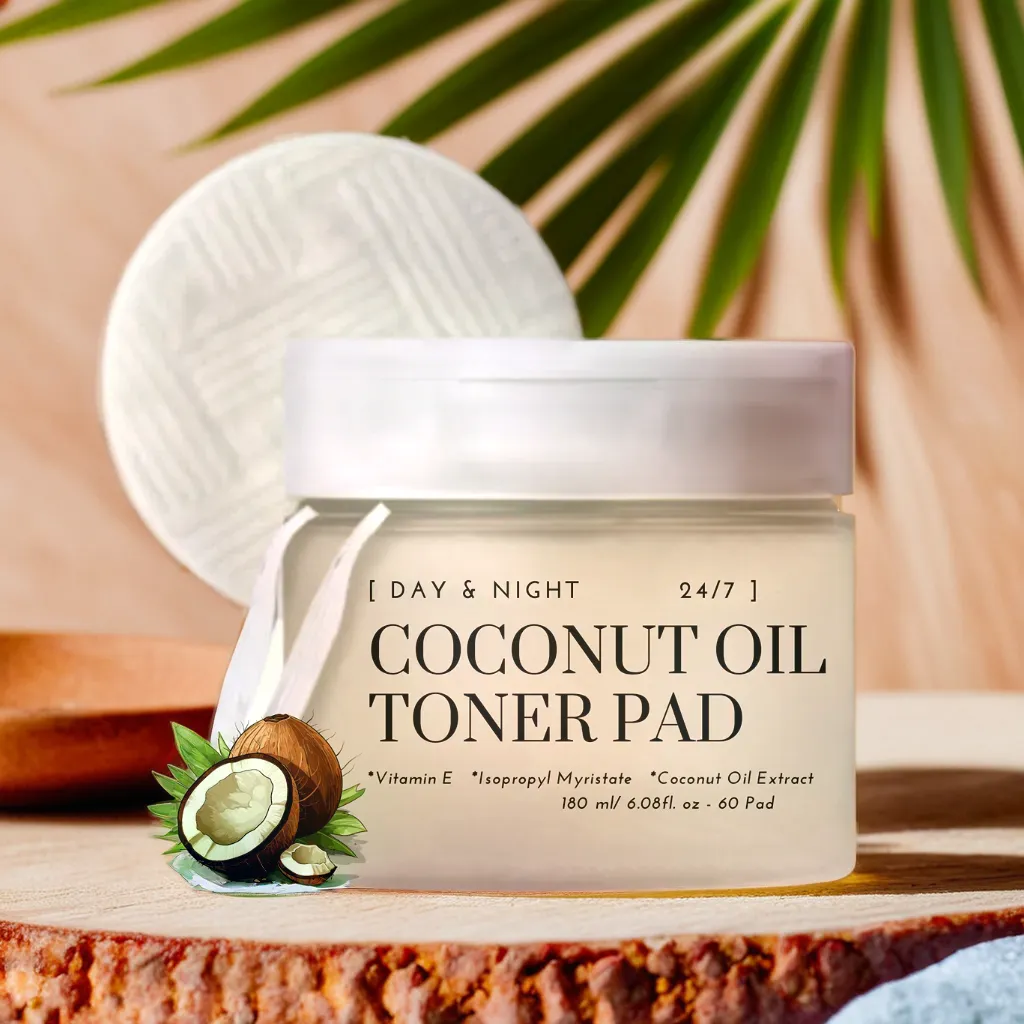 [ DAY & NIGHT 24/7 ]
COCONUT OIL
TONER PAD
*Vitamin E *Isopropyl Myristate *Coconut Oil Extract
180 ml/ 6.08fl. oz - 60 Pad